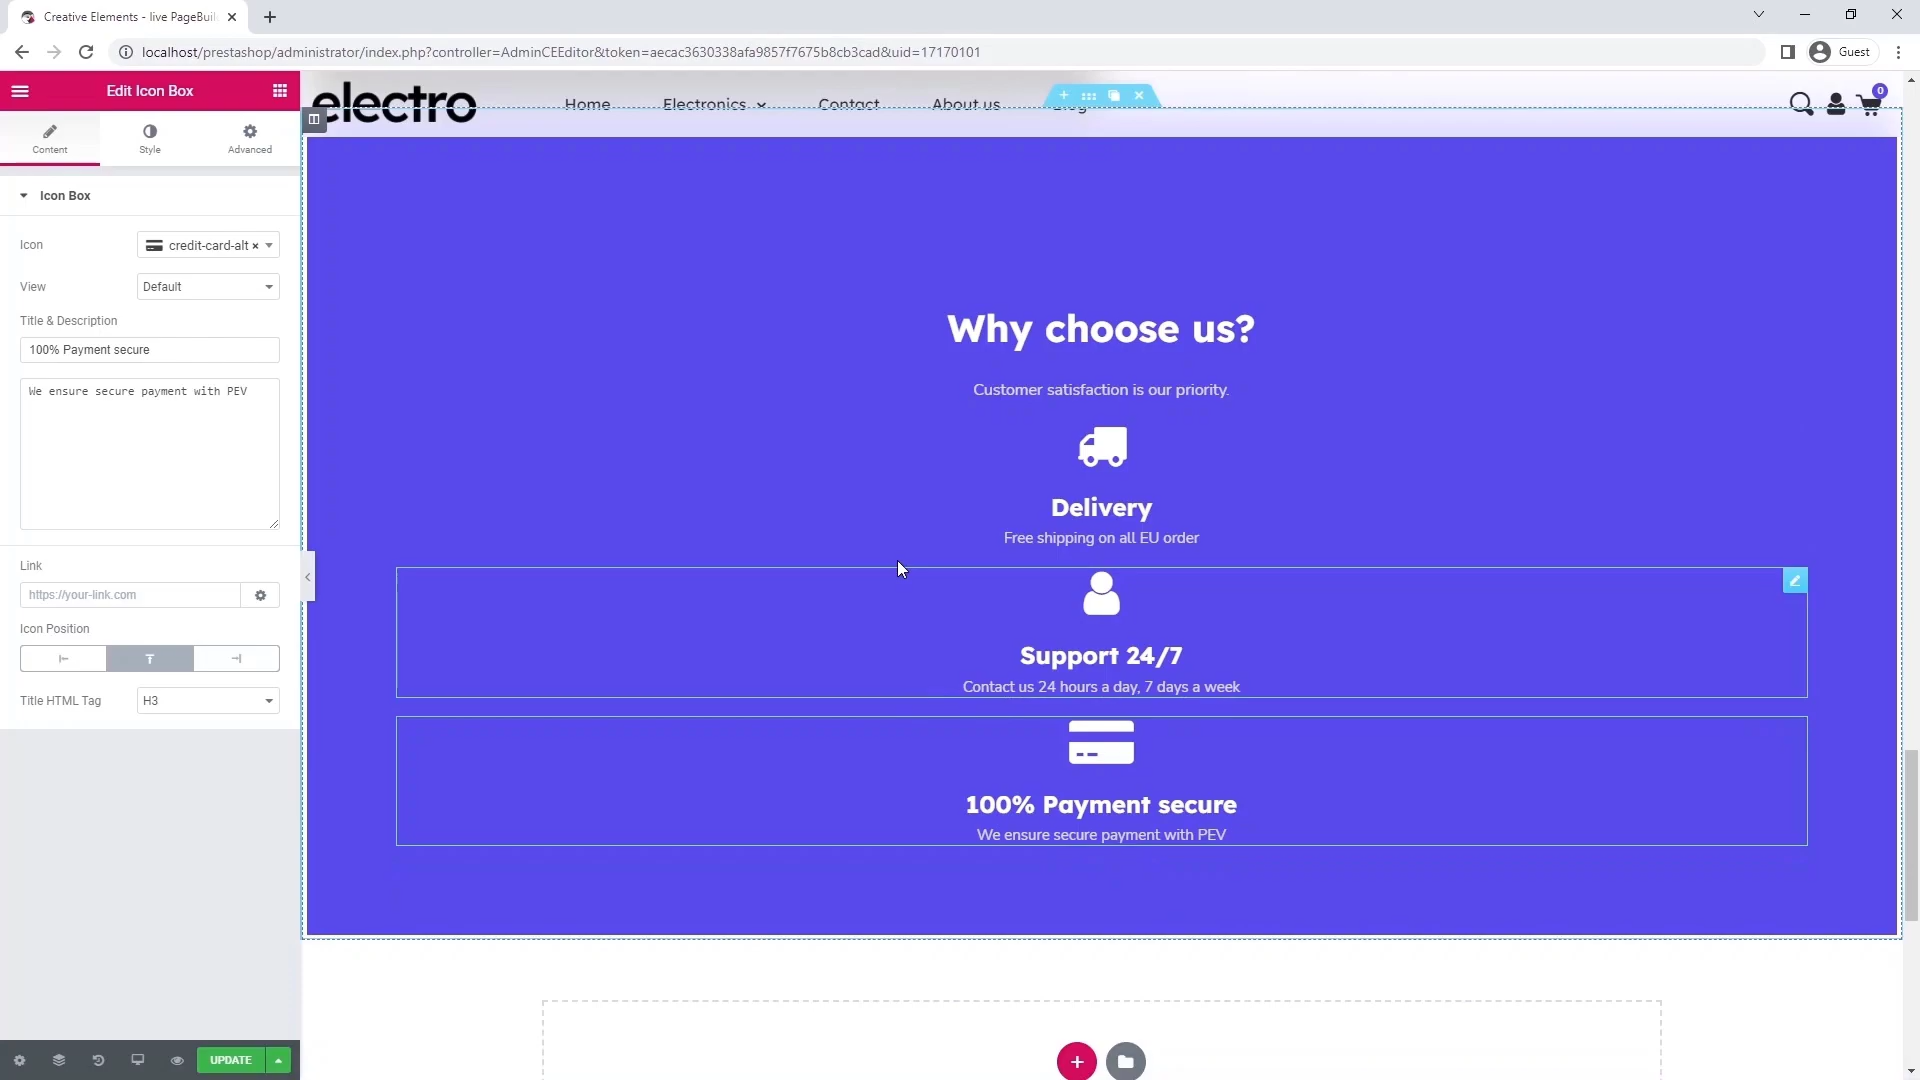 Creative Elements - live PageBuil
Guest
localhost/prestashop/administrator/index.php?controller=AdminCEEditor&token=aecac3630338afa9857f7675b8cb3cad&uid=17170101
Edit Icon Box
Content
Style
Advanced
Icon Box
Icon
credit-card-alt
View
Default
Title & Description
100% Payment secure
We ensure secure payment with PEV
Link
https://your-link.com
Icon Position
Title HTML Tag
H3
UPDATE
electro
Home
Electronics
Contact
About us
Blog
0
Why choose us?
Customer satisfaction is our priority.
Delivery
Free shipping on all EU order
Support 24/7
Contact us 24 hours a day, 7 days a week
100% Payment secure
We ensure secure payment with PEV